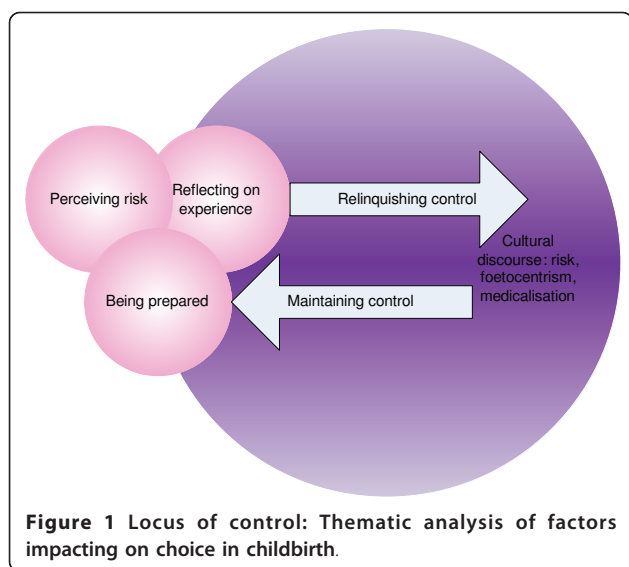 Perceiving risk
Reflecting on
experience
Relinquishing control
Cultural
discourse: risk,
foetocentrism,
medicalisation
Being prepared
Maintaining control
Figure 1 Locus of control: Thematic analysis of factors
impacting on choice in childbirth.